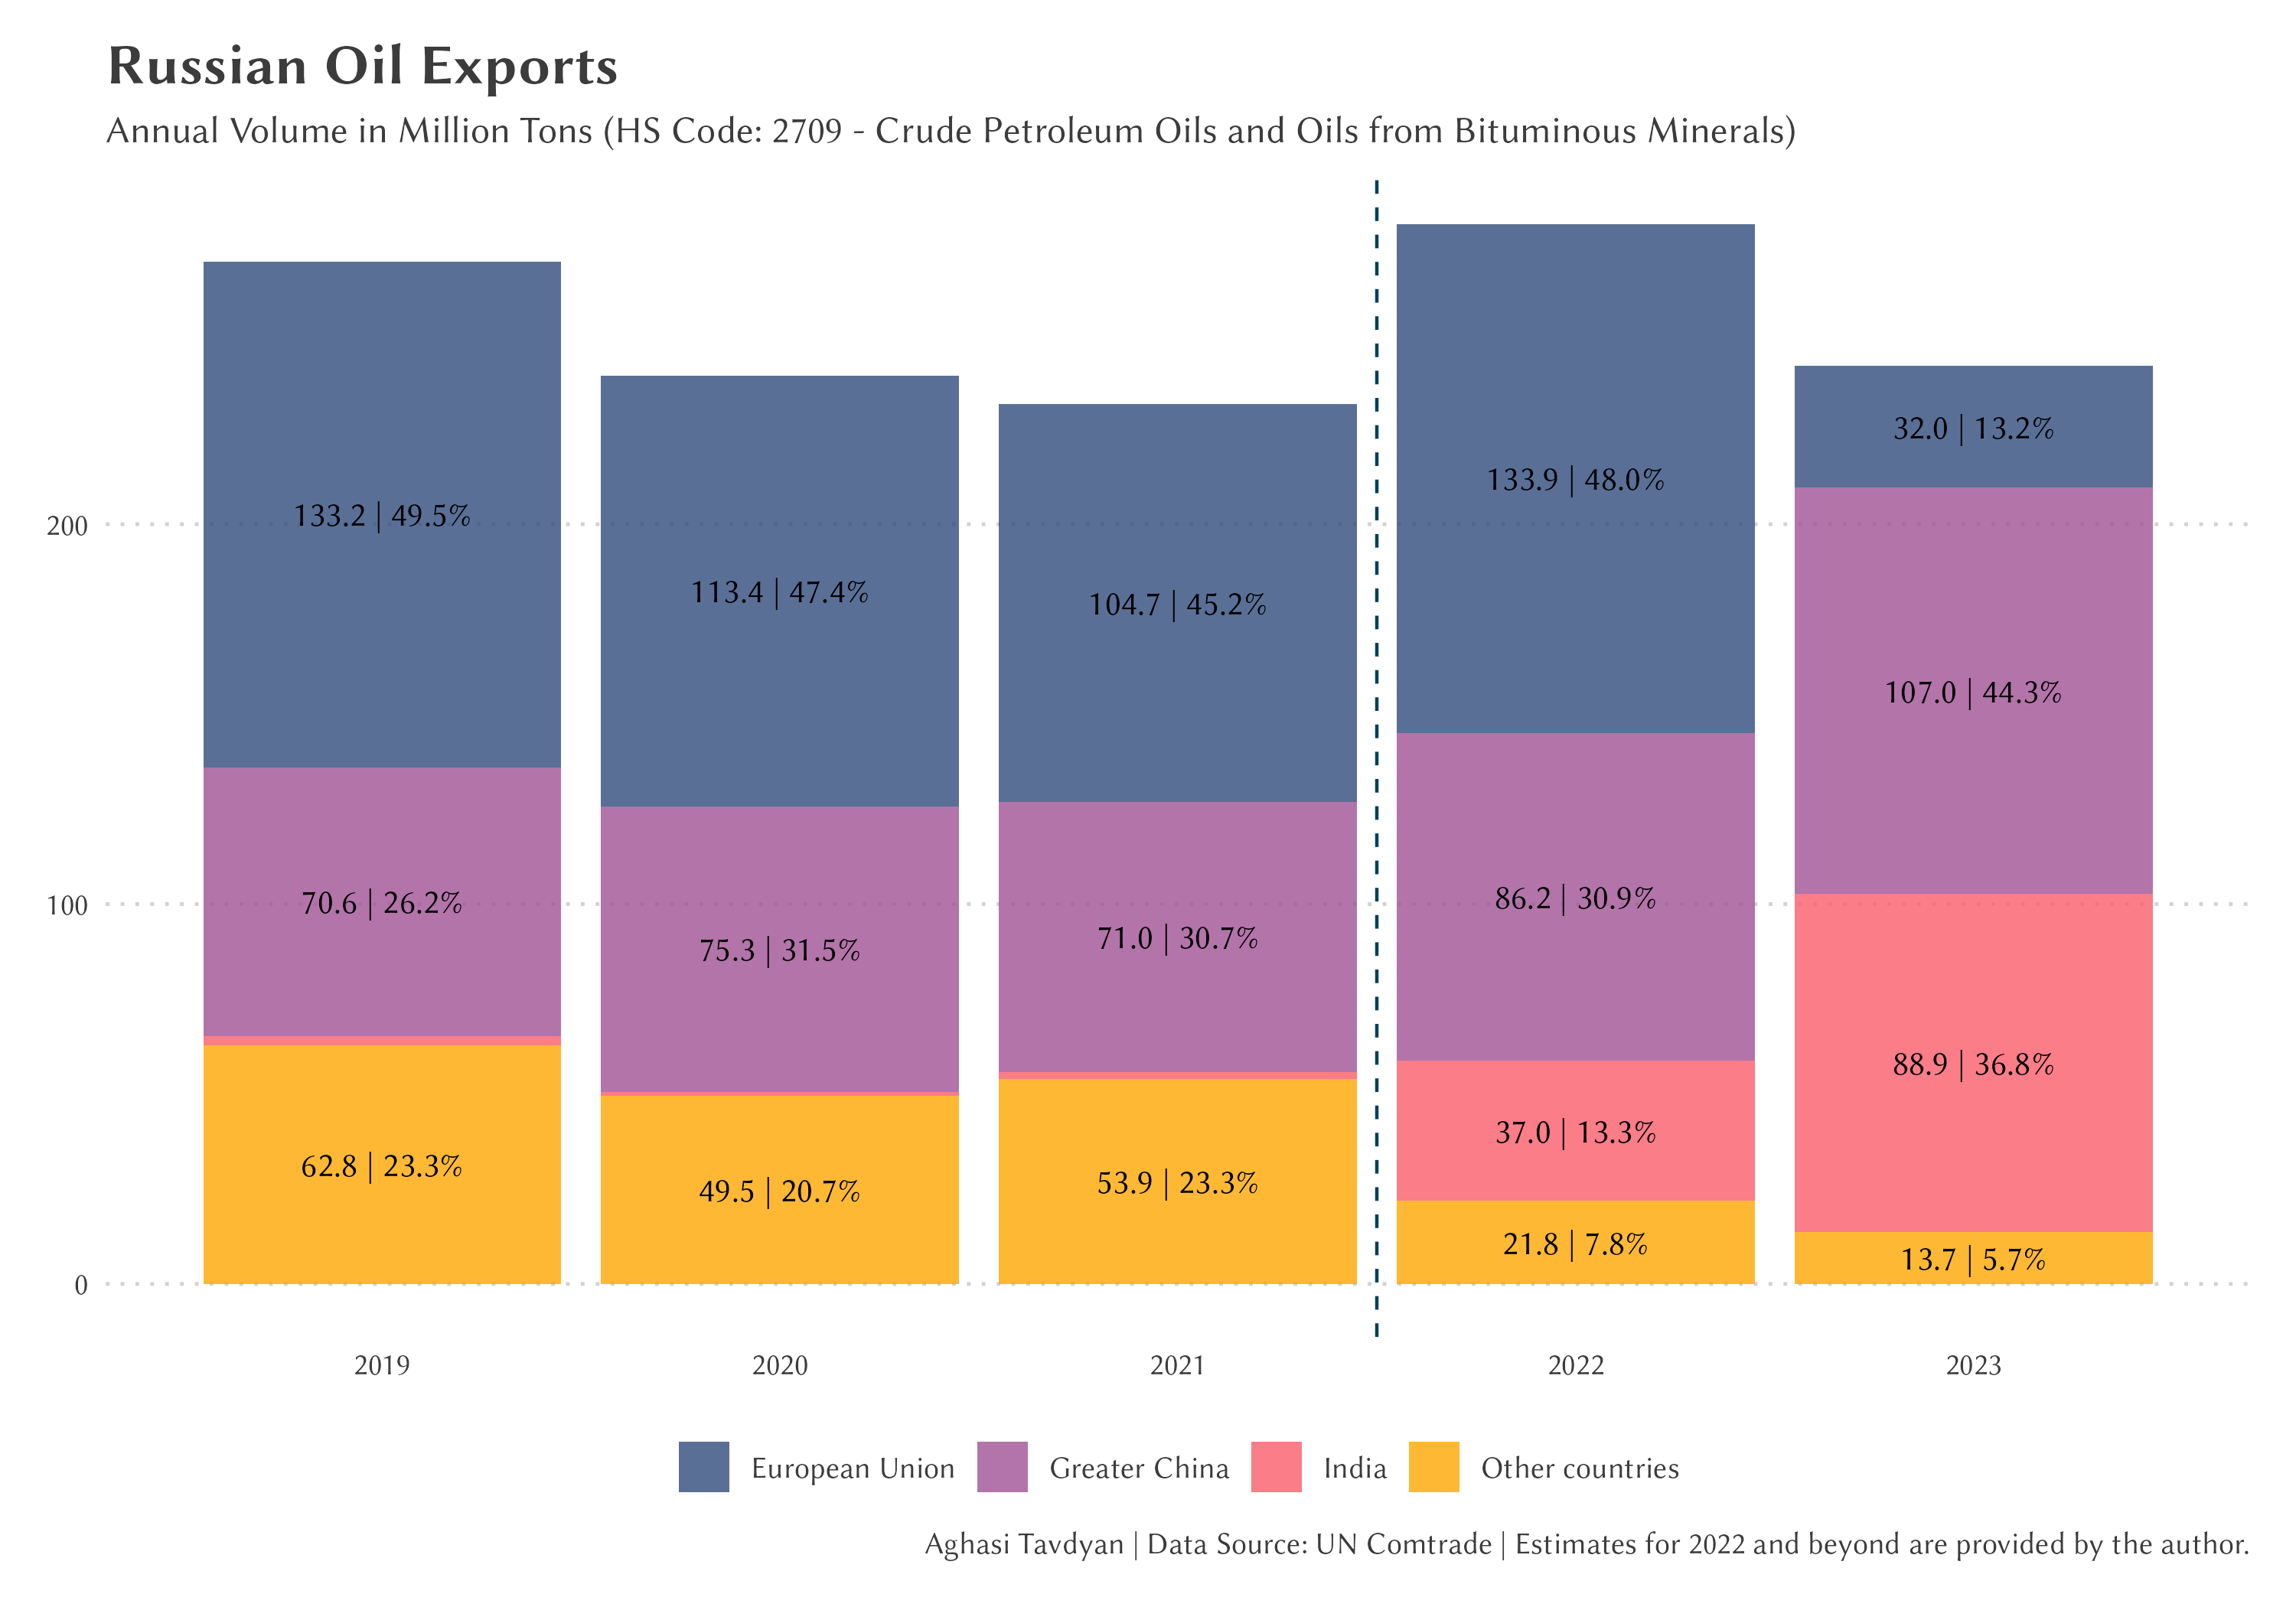 Russian Oil Exports
Annual Volume in Million Tons (HS Code: 2709 - Crude Petroleum Oils and Oils from Bituminous Minerals)
200
100
0
133.2 | 49.5%
70.6 | 26.2%
62.8 | 23.3%
113.4 | 47.4%
75.3 | 31.5%
49.5 | 20.7%
104.7 | 45.2%
71.0 | 30.7%
53.9 | 23.3%
133.9 | 48.0%
86.2 | 30.9%
37.0 | 13.3%
21.8 | 7.8%
32.0 | 13.2%
107.0 | 44.3%
88.9 | 36.8%
13.7 | 5.7%
2019
2020
2021
2022
2023
European Union
Greater China
India
Other countries
Aghasi Tavdyan | Data Source: UN Comtrade | Estimates for 2022 and beyond are provided by the author.